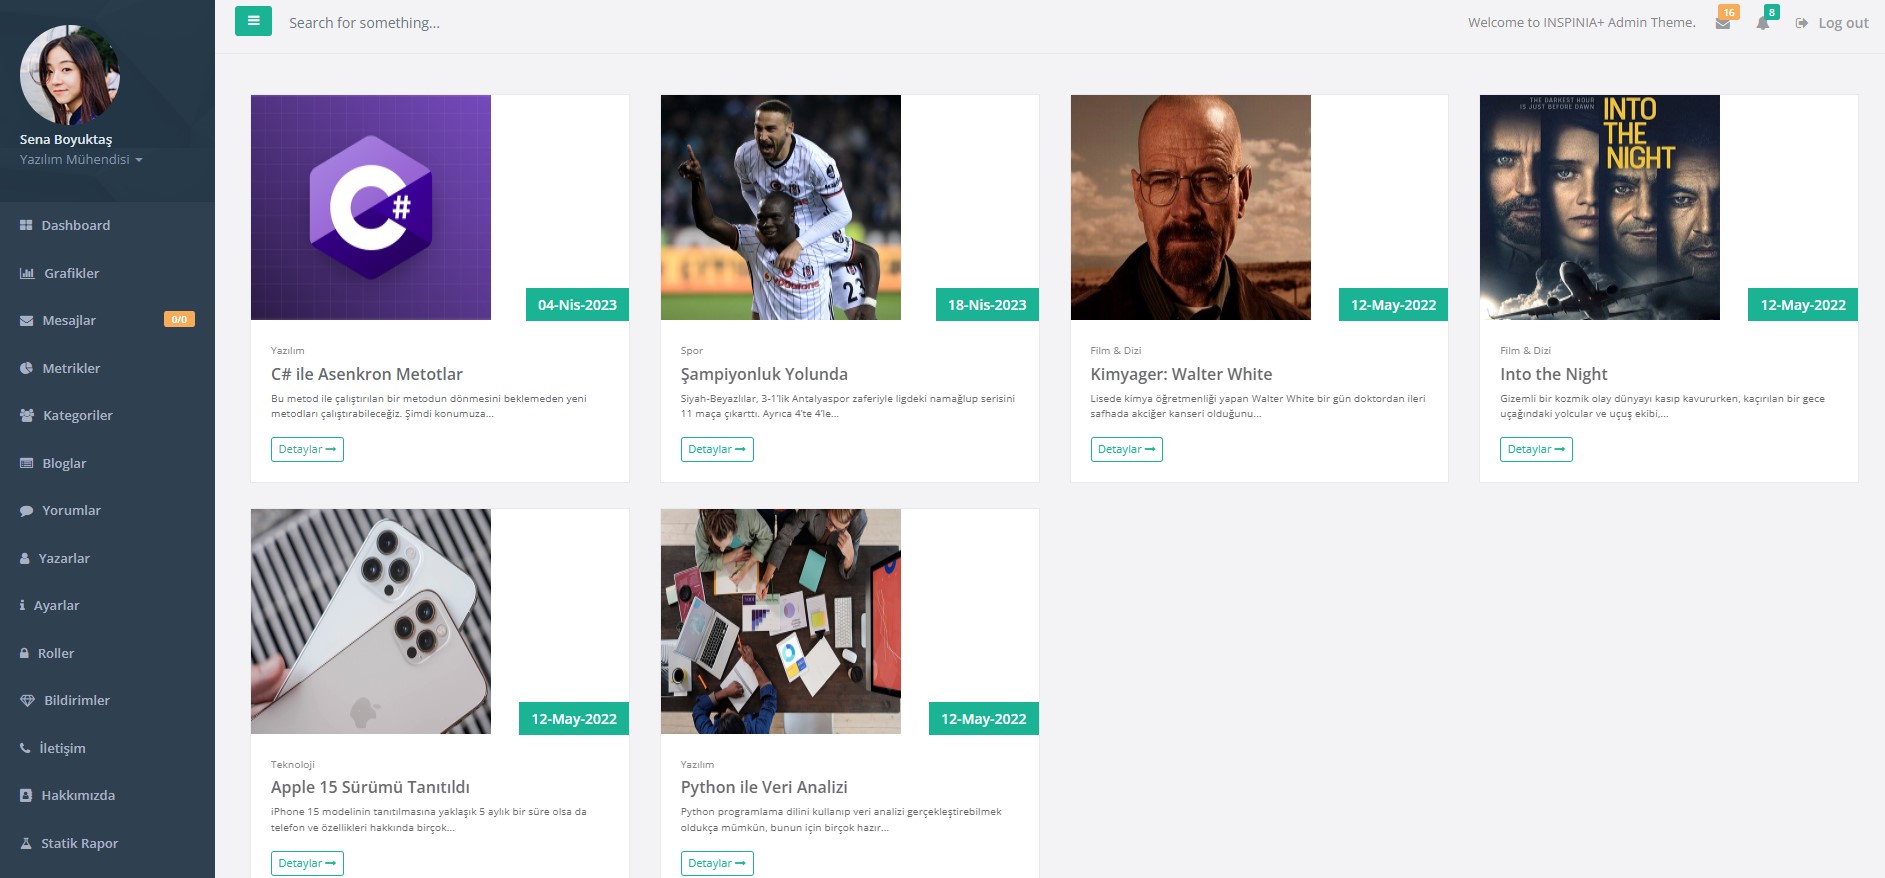 Search for something...
Welcome to INSPINIA+ Admin Theme.
16
8
Log out
Sena Boyuktaş
Yazılım Mühendisi
Dashboard
Grafikler
Mesajlar
0/0
Metrikler
Kategoriler
Bloglar
Yorumlar
Yazarlar
Ayarlar
Roller
Bildirimler
İletişim
Hakkımızda
Statik Rapor
C#
04-Nis-2023
Yazılım
C# ile Asenkron Metotlar
Bu metod ile çalıştırılan bir metodun dönmesini beklemeden yeni
metodları çalıştırabileceğiz. Şimdi konumuza...
Detaylar
vodafone
23
18-Nis-2023
Spor
Şampiyonluk Yolunda
Siyah-Beyazlılar, 3-1'lik Antalyaspor zaferiyle ligdeki namağlup serisini
11 maça çıkarttı. Ayrıca 4'te 4'le...
Detaylar
12-May-2022
Film & Dizi
Kimyager: Walter White
Lisede kimya öğretmenliği yapan Walter White bir gün doktordan ileri
safhada akciğer kanseri olduğunu...
Detaylar
THE DARKEST HOUR
IS JUST BEFORE DAWN
INTO
THE
NIGHT
12-May-2022
Film & Dizi
Into the Night
Gizemli bir kozmik olay dünyayı kasıp kavururken, kaçırılan bir gece
uçağındaki yolcular ve uçuş ekibi,...
Detaylar
12-May-2022
Teknoloji
Apple 15 Sürümü Tanıtıldı
iPhone 15 modelinin tanıtılmasına yaklaşık 5 aylık bir süre olsa da
telefon ve özellikleri hakkında birçok...
Detaylar
12-May-2022
Yazılım
Python ile Veri Analizi
Python programlama dilini kullanıp veri analizi gerçekleştirebilmek
oldukça mümkün, bunun için birçok hazır...
Detaylar